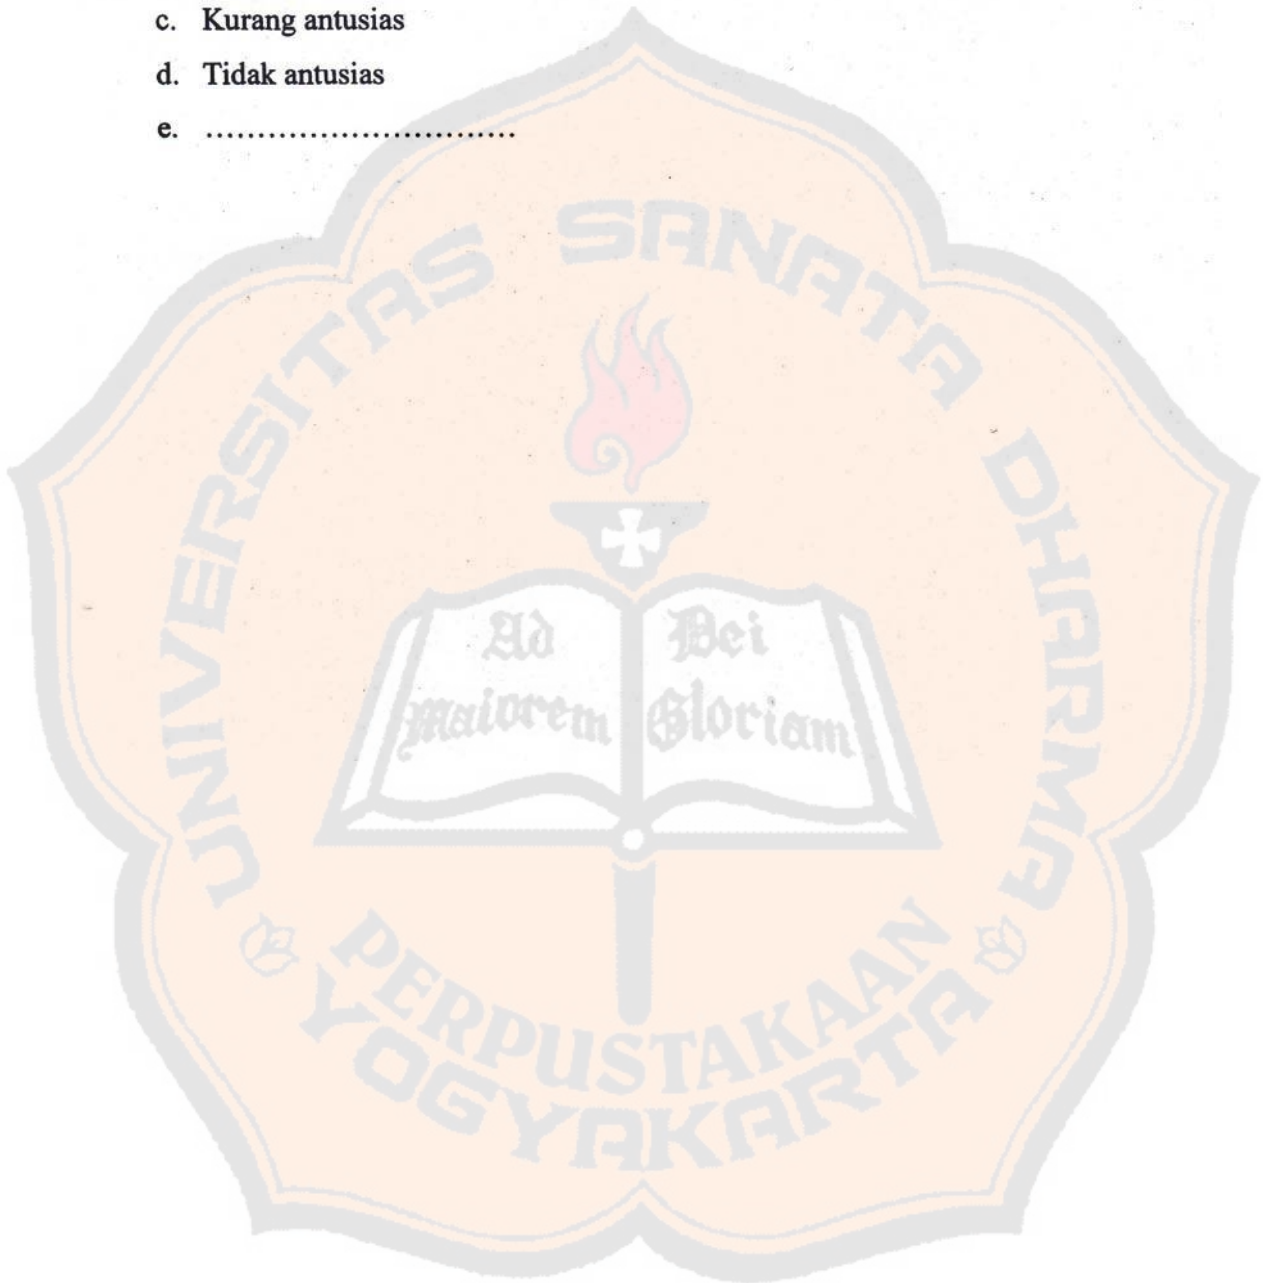 c. Kurang antusias
d. Tidak antusias
e. ..............................
UNIVERSITAS SANATA DHARMA
Ad Dei
maiorem Gloriam
PERPUSTAKAAN
YOGYAKARTA